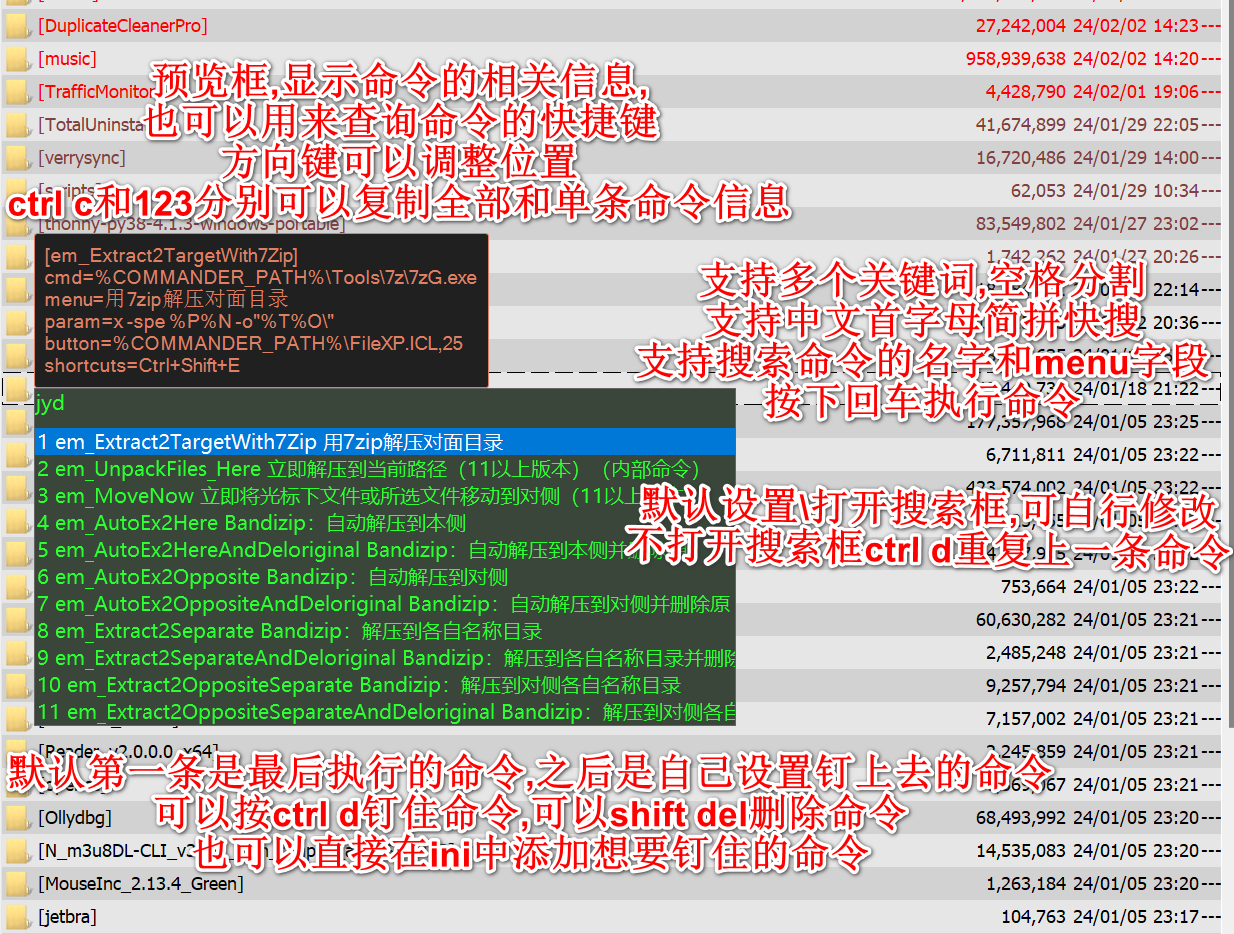 [DuplicateCleanerPro] 27,242,004 24/02/02 14:23----
[music] 958,939,638 24/02/02 14:20----
预览框,显示命令的相关信息,
[TrafficMonitor 4,428,790 24/02/01 19:06----
也可以用来查询命令的快捷键
[TotalUninsta 41,674,899 24/01/29 22:05----
方向键可以调整位置
[verrysync] 16,720,486 24/01/29 14:00----
[scripts] 62,053 24/01/29 10:34----
ctrl c和123分别可以复制全部和单条命令信息
[thonny-py38-4.1.3-windows-portable] 83,549,802 24/01/27 23:02----
1,742,262 24/01/27 20:26----
[em_Extract2TargetWith7Zip]
cmd=%COMMANDER_PATH%\Tools\7z\7zG.exe
menu=用7zip解压对面目录
param=x -spe %P%N -o"%T%O\"
button=%COMMANDER_PATH%\FileXP.ICL,25
shortcuts=Ctrl+Shift+E
支持多个关键词,空格分割
22:14----
支持中文首字母简拼快搜
20:36----
支持搜索命令的名字和menu字段
24/01/18 21:22----
按下回车执行命令
177,357,968 24/01/05 23:25----
6,711,811 24/01/05 23:22----
423,574,002 24/01/05 23:22----
jyd
1 em_Extract2TargetWith7Zip 用7zip解压对面目录
2 em_UnpackFiles_Here 立即解压到当前路径（11以上版本）（内部命令）
3 em_MoveNow 立即将光标下文件或所选文件移动到对侧（11以上
4 em_AutoEx2Here Bandizip：自动解压到本侧
5 em_AutoEx2HereAndDeloriginal Bandizip：自动解压到本侧并删除原
6 em_AutoEx2Opposite Bandizip：自动解压到对侧
7 em_AutoEx2OppositeAndDeloriginal Bandizip：自动解压到对侧并删除原
8 em_Extract2Separate Bandizip：解压到各自名称目录
9 em_Extract2SeparateAndDeloriginal Bandizip：解压到各自名称目录并删除
10 em_Extract2OppositeSeparate Bandizip：解压到对侧各自名称目录
11 em_Extract2OppositeSeparateAndDeloriginal Bandizip：解压到对侧各自
默认设置\打开搜索框,可自行修改
不打开搜索框ctrl d重复上一条命令
753,664 24/01/05 23:22----
60,630,282 24/01/05 23:21----
2,485,248 24/01/05 23:21----
9,257,794 24/01/05 23:21----
7,157,002 24/01/05 23:21----
[Reader_v2.0.0.0_x64] 2,245,859 24/01/05 23:21----
默认第一条是最后执行的命令,之后是自己设置钉上去的命令
24/01/05 23:21----
可以按ctrl d钉住命令,可以shift del删除命令
[Ollydbg] 68,493,992 24/01/05 23:20----
也可以直接在ini中添加想要钉住的命令
[N_m3u8DL-CLI_v3 14,535,083 24/01/05 23:20----
[MouseInc_2.13.4_Green] 1,263,184 24/01/05 23:20----
[jetbra] 104,763 24/01/05 23:17----